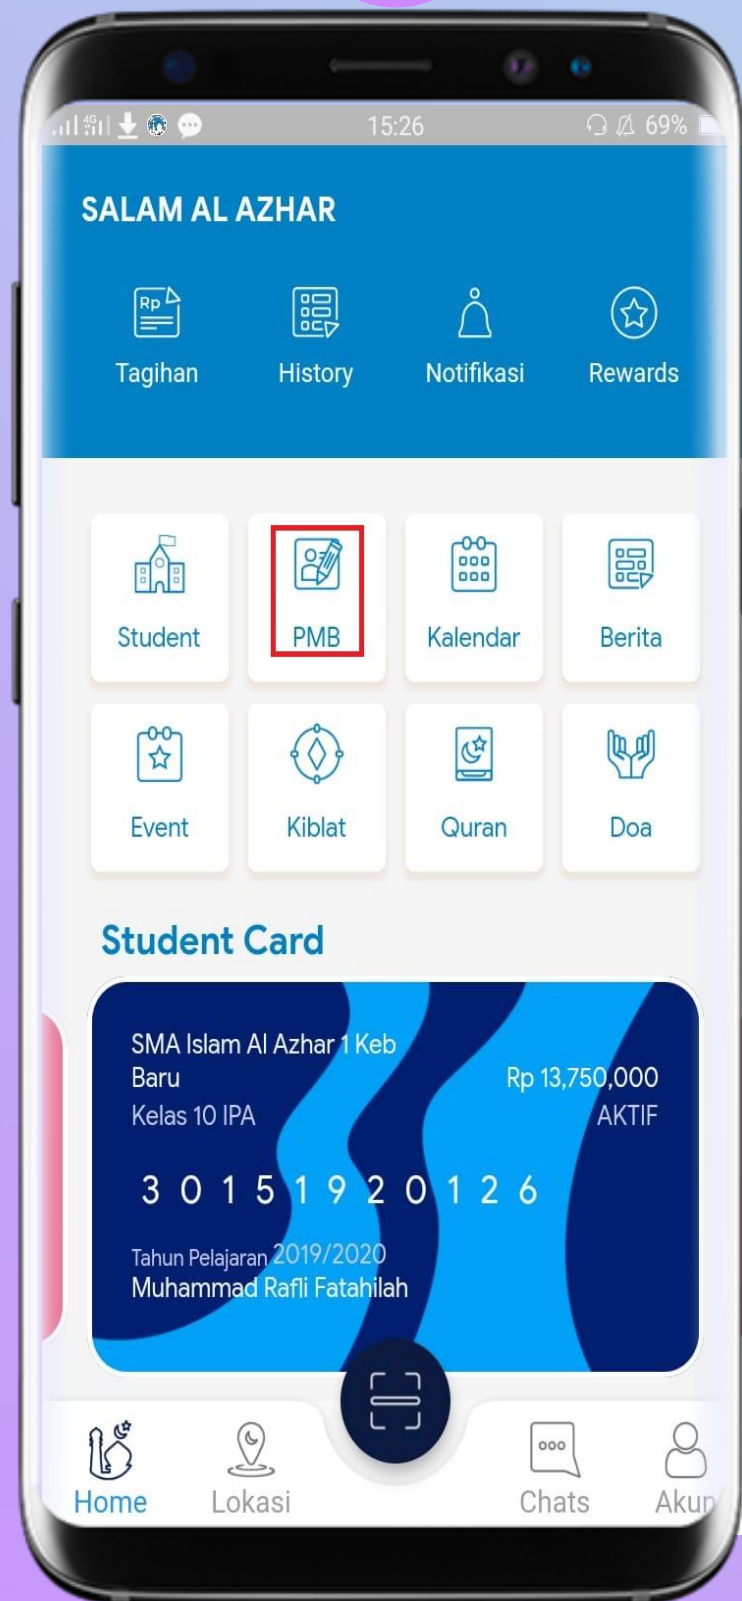 4G 15:26 69%
SALAM AL AZHAR
Rp
Tagihan History Notifikasi Rewards
Student PMB Kalendar Berita
Event Kiblat Quran Doa
Student Card
SMA Islam Al Azhar 1 Keb
Baru
Rp 13,750,000
Kelas 10 IPA
AKTIF
3 0 1 5 1 9 2 0 1 2 6
Tahun Pelajaran 2019/2020
Muhammad Rafli Fatahilah
Home Lokasi Chats Akun